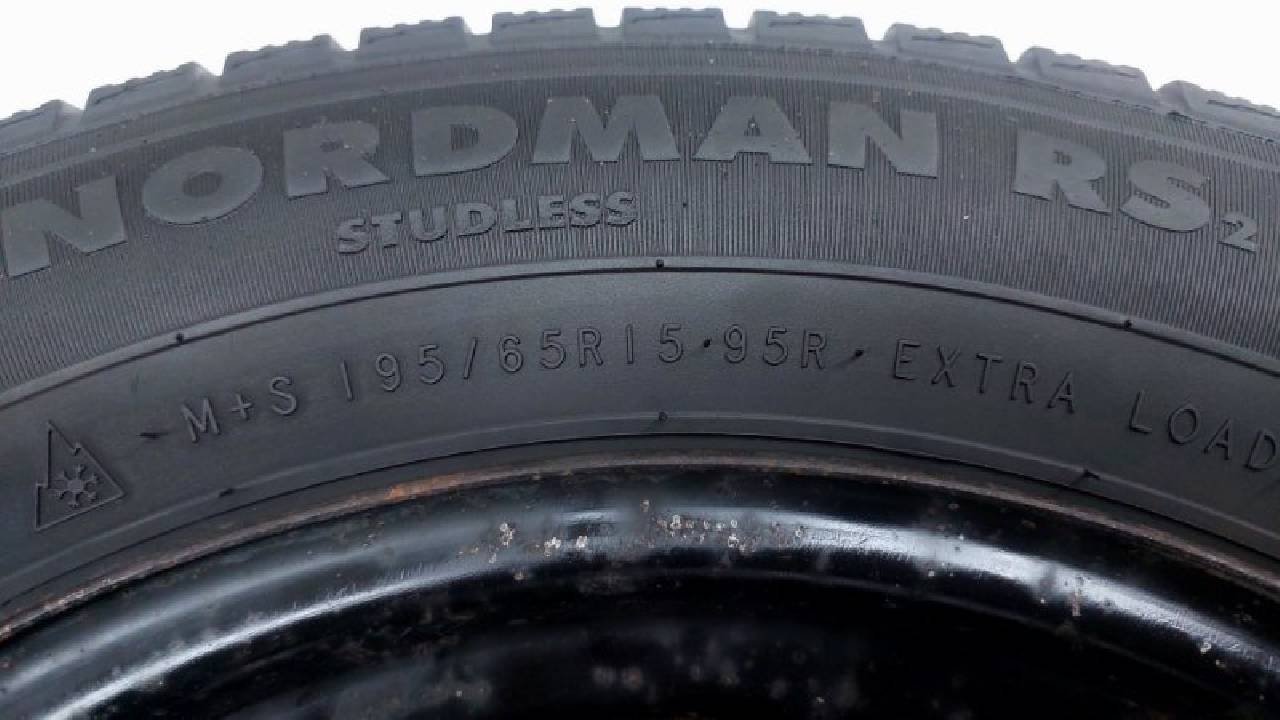 NORDMAN RS2
STUDLESS
M+S 195/65R15 95R EXTRA LOAD